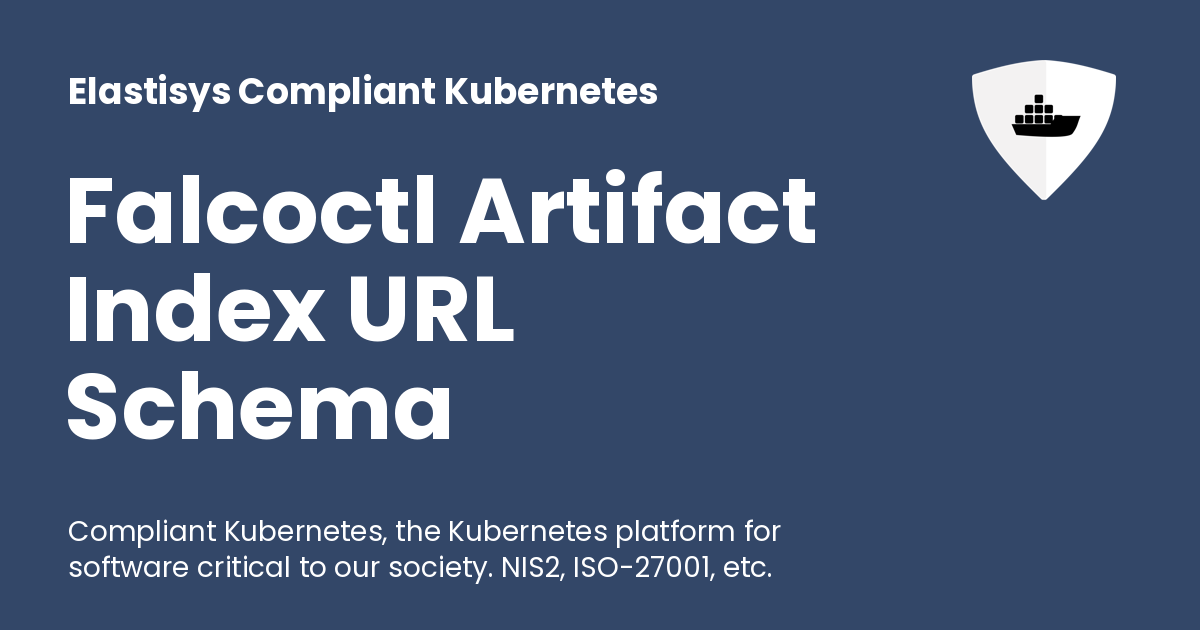 Elastisys Compliant Kubernetes
Falcoctl Artifact
Index URL
Schema
Compliant Kubernetes, the Kubernetes platform for
software critical to our society. NIS2, ISO-27001, etc.